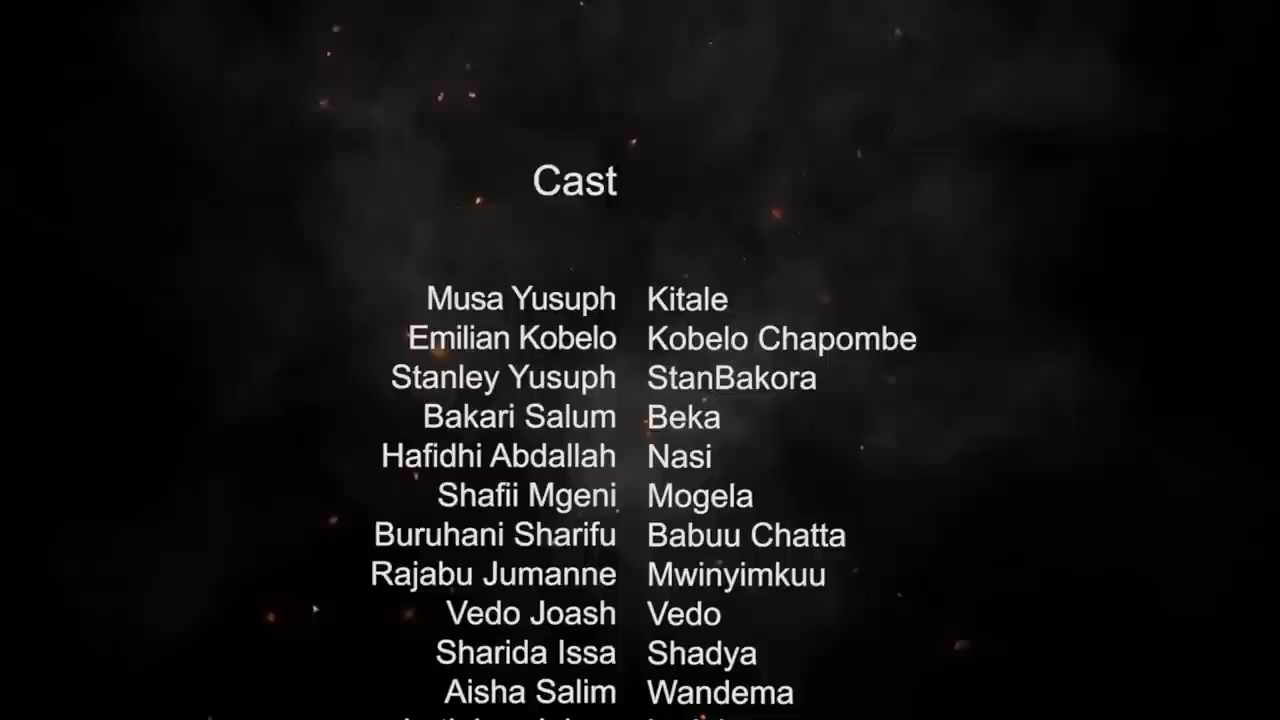 Cast
Musa Yusuph Kitale
Emilian Kobelo Kobelo Chapombe
Stanley Yusuph StanBakora
Bakari Salum Beka
Hafidhi Abdallah Nasi
Shafii Mgeni Mogela
Buruhani Sharifu Babuu Chatta
Rajabu Jumanne Mwinyimkuu
Vedo Joash Vedo
Sharida Issa Shadya
Aisha Salim Wandema